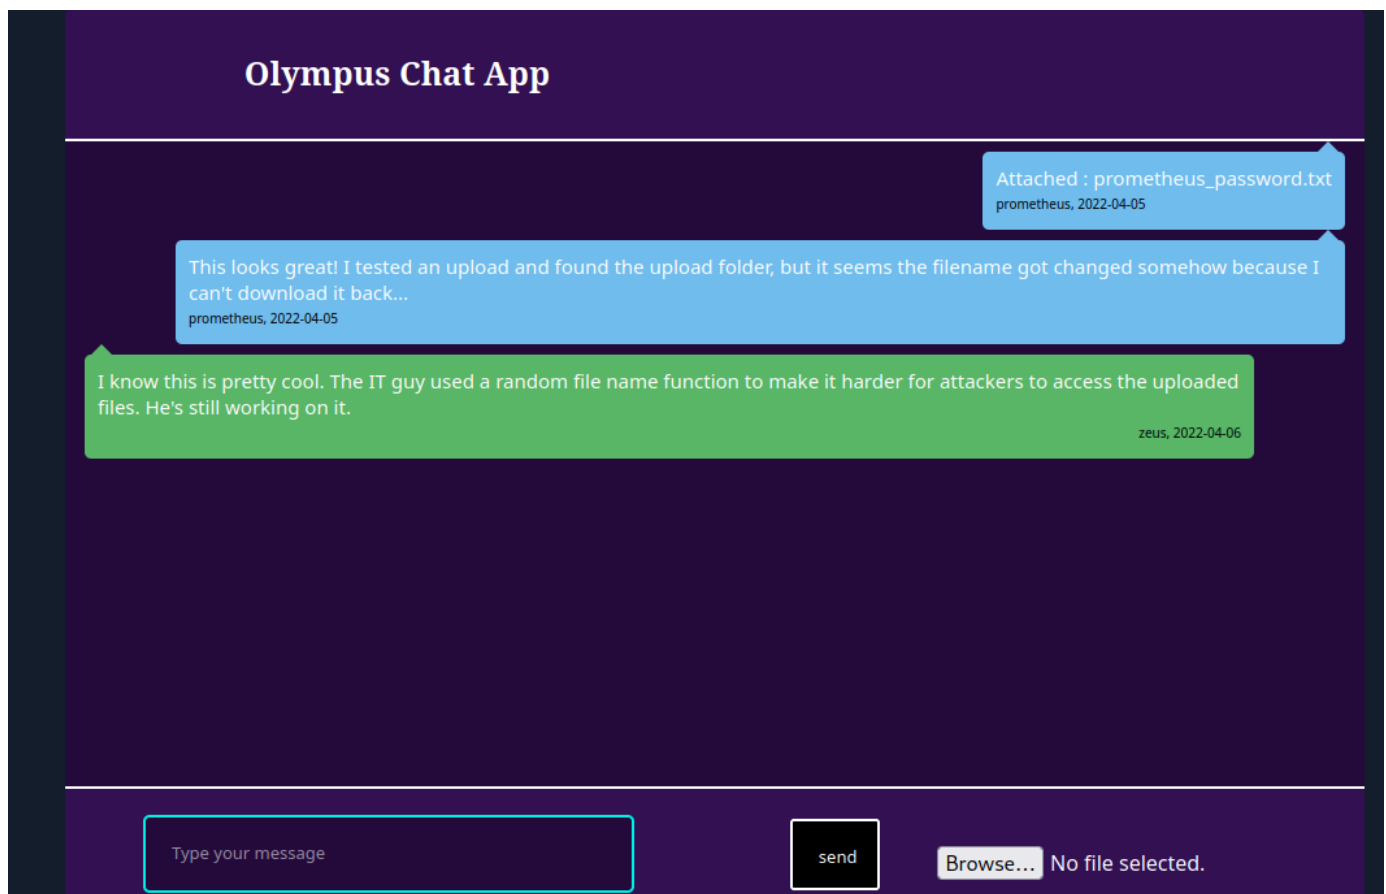 Olympus Chat App
Attached : prometheus_password.txt
prometheus, 2022-04-05
This looks great! I tested an upload and found the upload folder, but it seems the filename got changed somehow because I
can't download it back...
prometheus, 2022-04-05
I know this is pretty cool. The IT guy used a random file name function to make it harder for attackers to access the uploaded
files. He's still working on it.
zeus, 2022-04-06
Type your message
send
Browse... No file selected.